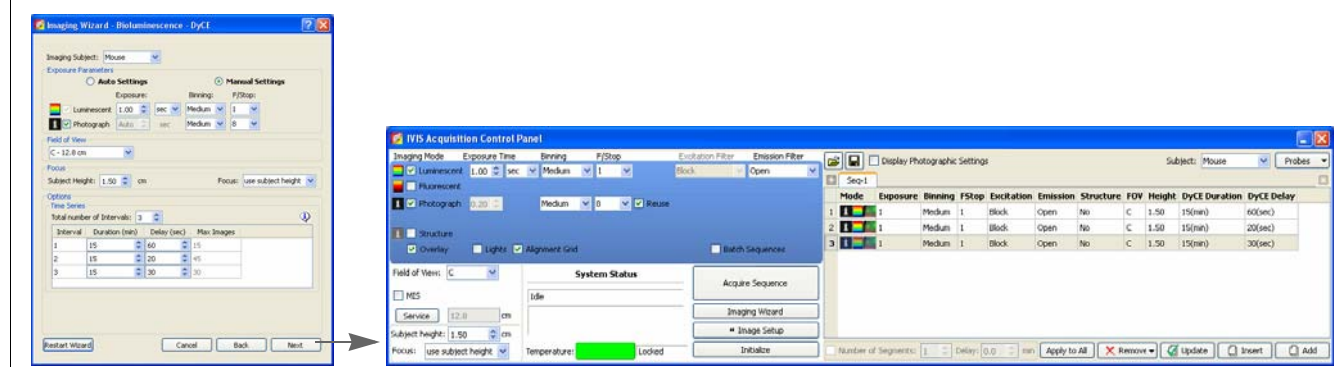 Imaging Wizard - Bioluminescence - DyCE
Imaging Subject: Mouse
Exposure Parameters
Auto Settings Manual Settings
Exposure: Binning: F/Stop:
Luminescent 1.00 sec Medium 1
Photograph Auto sec Medium 8
Field of View
C - 12.8 cm
Focus
Subject Height: 1.50 cm Focus: use subject height
Options
Time Series
Total number of Intervals: 3
Interval Duration (min) Delay (sec) Max Images
1 15 60 15
2 15 20 45
3 15 30 30
Restart Wizard Cancel Back Next
IVIS Acquisition Control Panel
Imaging Mode Exposure Time Binning F/Stop Excitation Filter Emission Filter
Luminescent 1.00 sec Medium 1 Block Open
Fluorescent
Photograph 0.20 Medium 8 Reuse
Structure
Overlay Lights Alignment Grid Batch Sequences
Field of View: C System Status
MIS Idle
Service 12.8 cm
Subject height: 1.50 cm
Focus: use subject height Temperature: Locked
Acquire Sequence
Imaging Wizard
Image Setup
Initialize
Display Photographic Settings Subject: Mouse Probes
Seq-1
Mode Exposure Binning FStop Excitation Emission Structure FOV Height DyCE Duration DyCE Delay
1 1 Medium 1 Block Open No C 1.50 15(min) 60(sec)
2 1 Medium 1 Block Open No C 1.50 15(min) 20(sec)
3 1 Medium 1 Block Open No C 1.50 15(min) 30(sec)
Number of Segments: 1 Delay: 0.0 min Apply to All Remove Update Insert Add